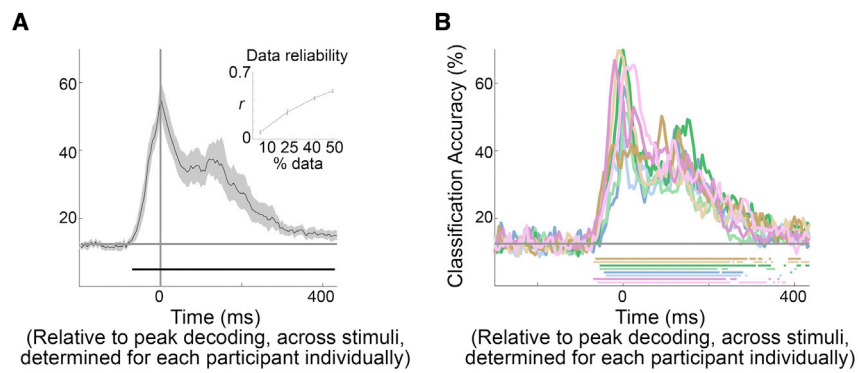 A
Data reliability
0.7
r
0
10 25 40 50
% data
60
40
20
0 400
Time (ms)
(Relative to peak decoding, across stimuli,
determined for each participant individually)
B
Classification Accuracy (%)
60
40
20
0 400
Time (ms)
(Relative to peak decoding, across stimuli,
determined for each participant individually)